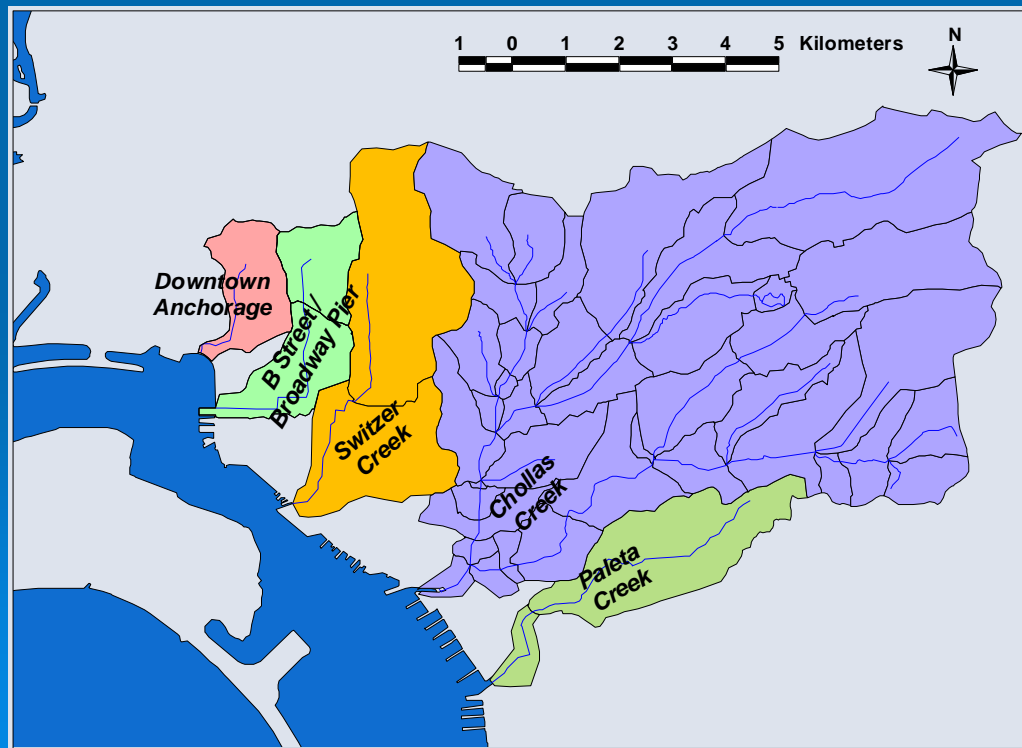 1 0 1 2 3 4 5 Kilometers
N
Downtown
Anchorage
B Street /
Broadway Pier
Switzer
Creek
Chollas
Creek
Paleta
Creek